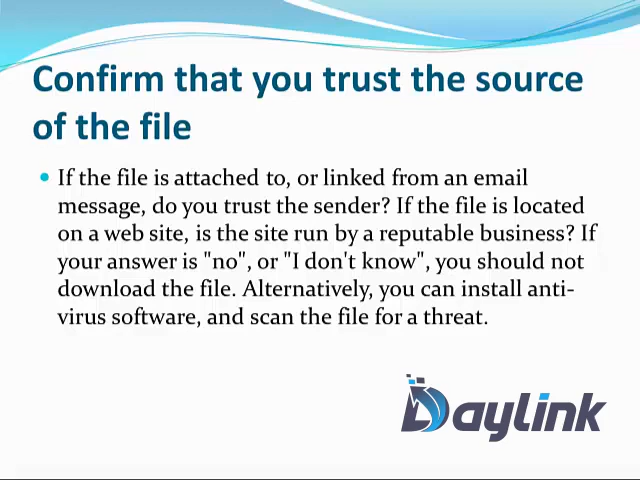 Confirm that you trust the source
of the file
If the file is attached to, or linked from an email
message, do you trust the sender? If the file is located
on a web site, is the site run by a reputable business? If
your answer is "no", or "I don't know", you should not
download the file. Alternatively, you can install anti-
virus software, and scan the file for a threat.
Daylink